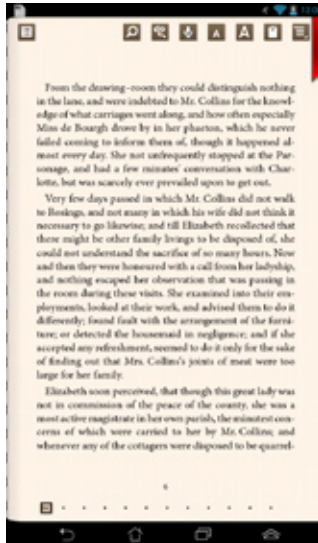 From the drawing-room they could distinguish nothing
in the lane, and were indebted to Mr. Collins for the knowl-
edge of what carriages went along, and how often especially
Miss de Bourgh drove by in her phaeton, which he never
failed coming to inform them of, though it happened al-
most every day. She not unfrequently stopped at the Par-
sonage, and had a few minutes' conversation with Char-
lotte, but was scarcely ever prevailed upon to get out.
Very few days passed in which Mr. Collins did not walk
to Rosings, and not many in which his wife did not think it
necessary to go likewise; and till Elizabeth recollected that
there might be other family livings to be disposed of, she
could not understand the sacrifice of so many hours. Now
and then they were honoured with a call from her ladyship,
and nothing escaped her observation that was passing in
the room during these visits. She examined into their em-
ployments, looked at their work, and advised them to do it
differently; found fault with the arrangement of the furni-
ture; or detected the housemaid in negligence; and if she
accepted any refreshment, seemed to do it only for the sake
of finding out that Mrs. Collins's joints of meat were too
large for her family.
Elizabeth soon perceived, that though this great lady was
not in commission of the peace of the county, she was a
most active magistrate in her own parish, the minutest con-
cerns of which were carried to her by Mr. Collins; and
whenever any of the cottagers were disposed to be quarrel-
6